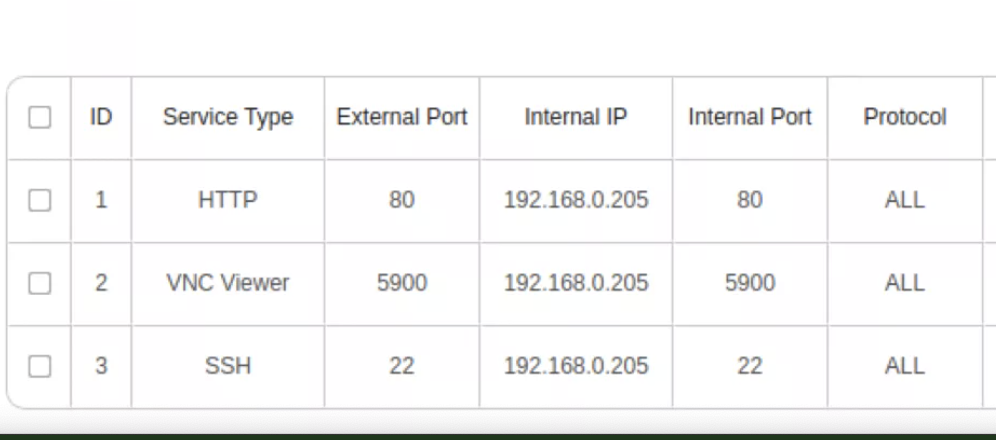 ID Service Type External Port Internal IP Internal Port Protocol
1 HTTP 80 192.168.0.205 80 ALL
2 VNC Viewer 5900 192.168.0.205 5900 ALL
3 SSH 22 192.168.0.205 22 ALL